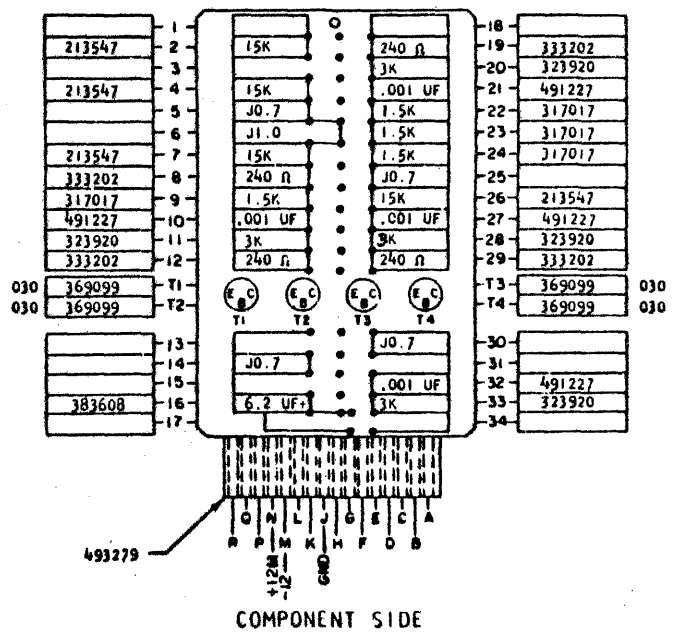 1 18
213547 2 15K 240 Ω 19 333202
3 3K 20 323920
213547 4 15K .001 UF 21 491227
5 J0.7 1.5K 22 317017
6 J1.0 1.5K 23 317017
213547 7 15K 1.5K 24 317017
333202 8 240 Ω J0.7 25
317017 9 1.5K 15K 26 213547
491227 10 .001 UF .001 UF 27 491227
323920 11 3K 3K 28 323920
333202 12 240 Ω 240 Ω 29 333202
030 369099 T1 E B C E B C E B C E B C T3 369099 030
030 369099 T2 T1 T2 T3 T4 T4 369099 030
13 J0.7 30
14 J0.7 31
15 .001 UF 32 491227
383608 16 6.2 UF+ 3K 33 323920
17 34
Q N L J G E C A
R P M K H F D B
493279
+12M -12 GND
COMPONENT SIDE